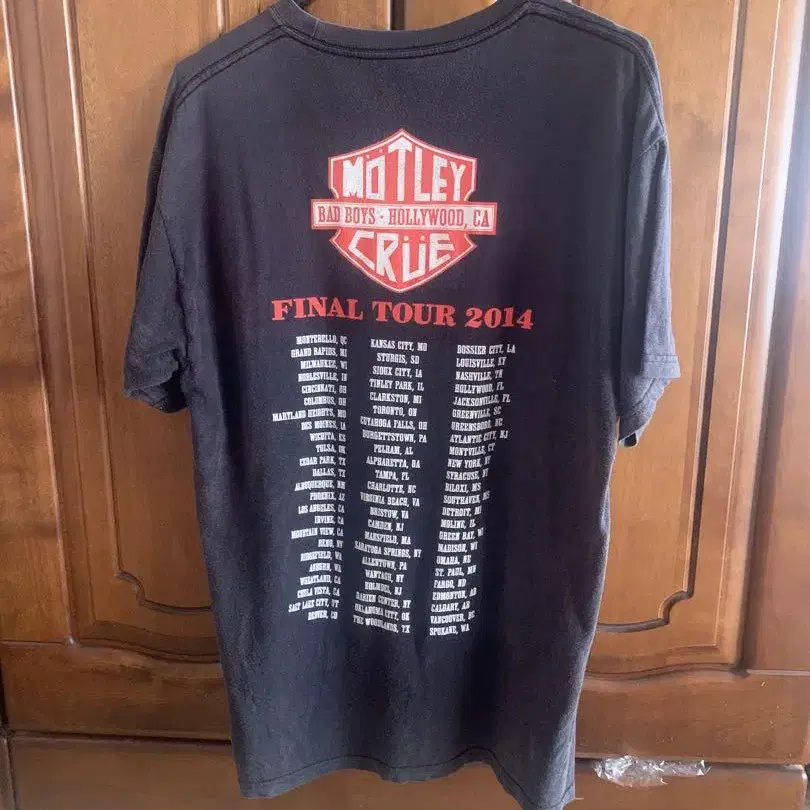 MÖTLEY
BAD BOYS · HOLLYWOOD, CA
CRÜE
FINAL TOUR 2014
MONTEBELLO, QC
GRAND RAPIDS, MI
MILWAUKEE, WI
NOBLESVILLE, IN
CINCINATTI, OH
COLUMBUS, OH
MARYLAND HEIGHTS, MO
DES MOINES, IA
WICHITA, KS
TULSA, OK
CEDAR PARK, TX
DALLAS, TX
ALBUQUERQUE, NM
PHOENIX, AZ
LOS ANGELES, CA
IRVINE, CA
MOUNTAIN VIEW, CA
RENO, NV
RIDGEFIELD, WA
AUBURN, WA
WHEATLAND, CA
CHULA VISTA, CA
SALT LAKE CITY, UT
DENVER, CO
KANSAS CITY, MO
STURGIS, SD
SIOUX CITY, IA
TINLEY PARK, IL
CLARKSTON, MI
TORONTO, ON
CUYAHOGA FALLS, OH
BURGETTSTOWN, PA
PELHAM, AL
ALPHARETTA, GA
TAMPA, FL
CHARLOTTE, NC
VIRGINIA BEACH, VA
BRISTOW, VA
CAMDEN, NJ
MANSFIELD, MA
SARATOGA SPRINGS, NY
ALLENTOWN, PA
WANTAGH, NY
HOLMDEL, NJ
DARIEN CENTER, NY
OKLAHOMA CITY, OK
THE WOODLANDS, TX
BOSSIER CITY, LA
LOUISVILLE, KY
NASHVILLE, TN
HOLLYWOOD, FL
JACKSONVILLE, FL
GREENVILLE, SC
GREENSBORO, NC
ATLANTIC CITY, NJ
MONTVILLE, CT
NEW YORK, NY
SYRACUSE, NY
BILOXI, MS
SOUTHAVEN, MS
DETROIT, MI
MOLINE, IL
GREEN BAY, WI
MADISON, WI
OMAHA, NE
ST. PAUL, MN
FARGO, ND
EDMONTON, AB
CALGARY, AB
VANCOUVER, BC
SPOKANE, WA